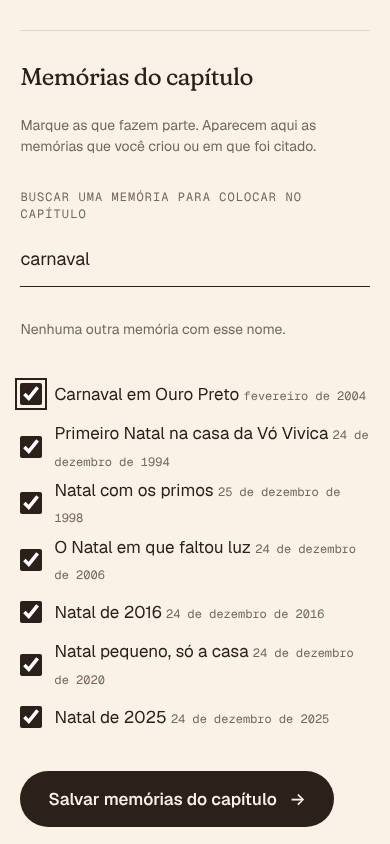 Memórias do capítulo
Marque as que fazem parte. Aparecem aqui as
memórias que você criou ou em que foi citado.
BUSCAR UMA MEMÓRIA PARA COLOCAR NO
CAPÍTULO
carnaval
Nenhuma outra memória com esse nome.
Carnaval em Ouro Preto fevereiro de 2004
Primeiro Natal na casa da Vó Vivica 24 de
dezembro de 1994
Natal com os primos 25 de dezembro de
1998
O Natal em que faltou luz 24 de dezembro
de 2006
Natal de 2016 24 de dezembro de 2016
Natal pequeno, só a casa 24 de dezembro
de 2020
Natal de 2025 24 de dezembro de 2025
Salvar memórias do capítulo →